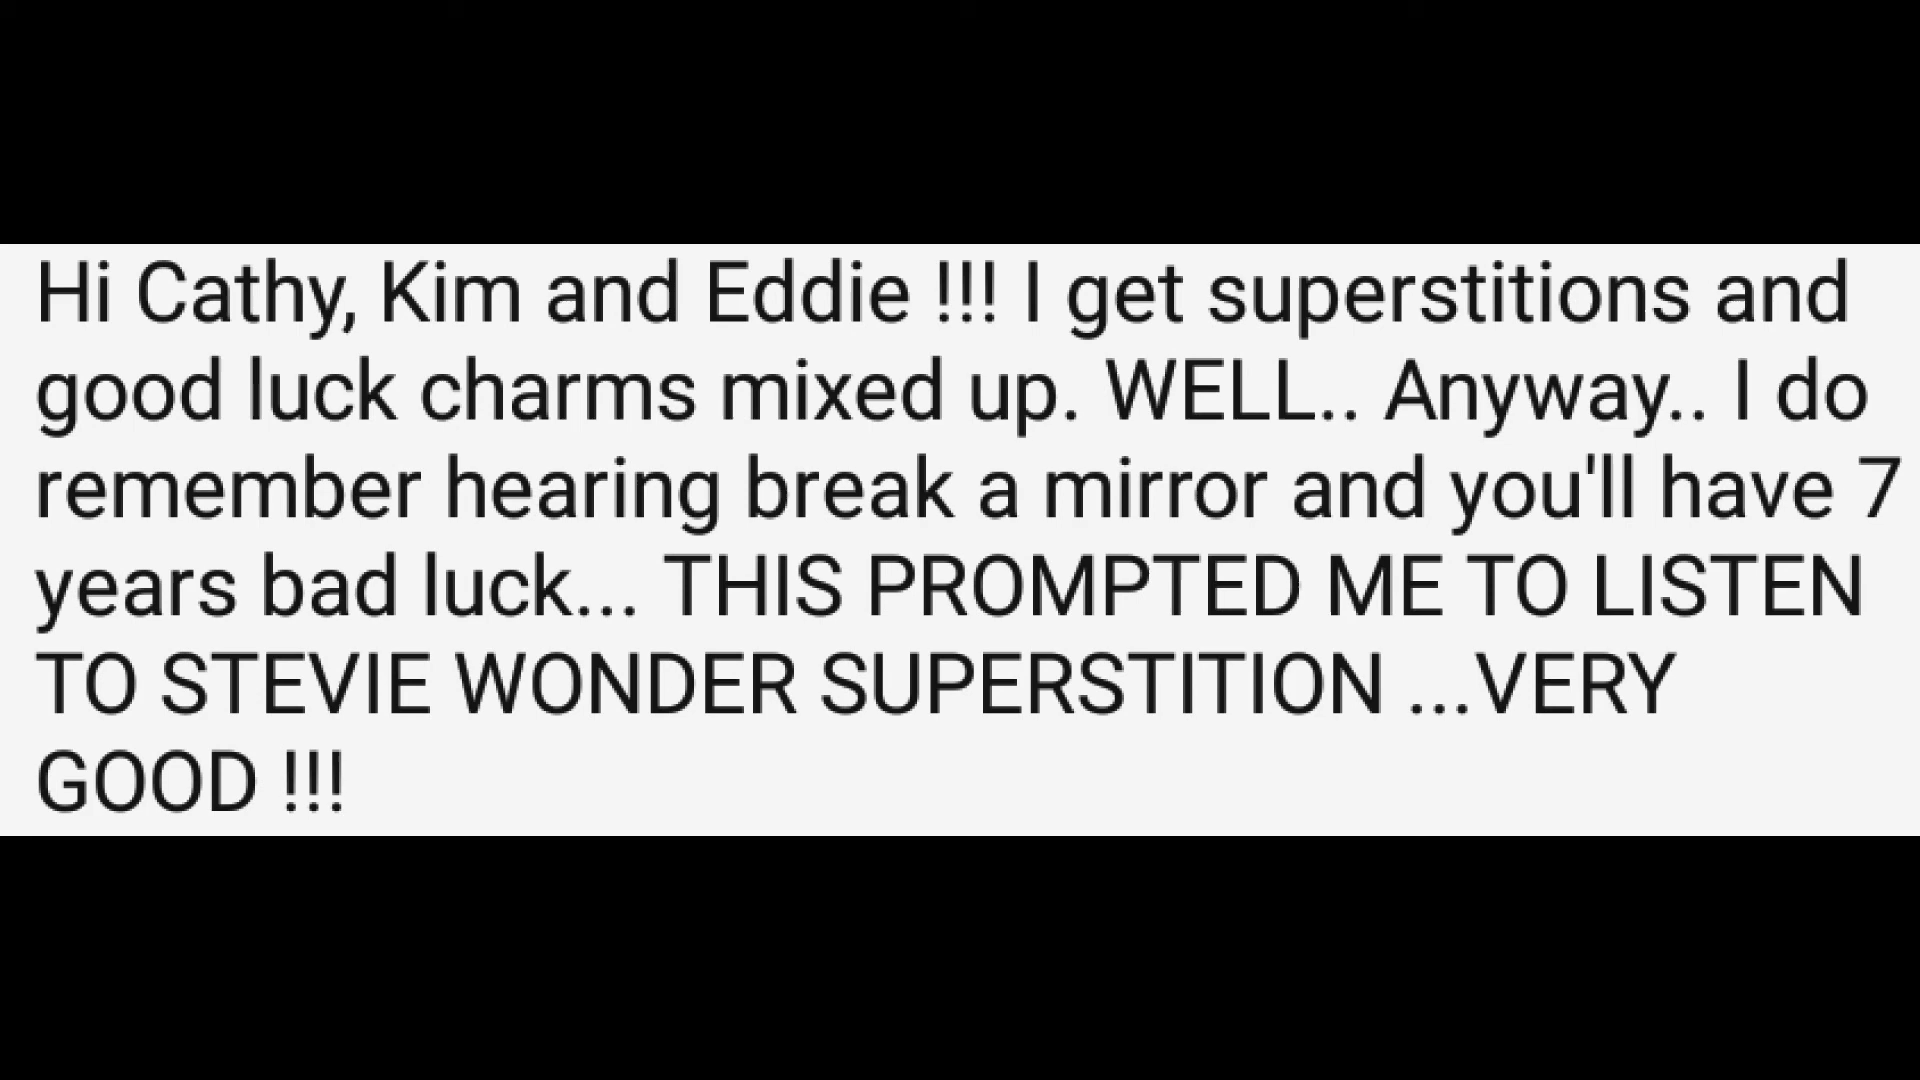 Hi Cathy, Kim and Eddie !!! I get superstitions and
good luck charms mixed up. WELL.. Anyway.. I do
remember hearing break a mirror and you'll have 7
years bad luck... THIS PROMPTED ME TO LISTEN
TO STEVIE WONDER SUPERSTITION ...VERY
GOOD !!!